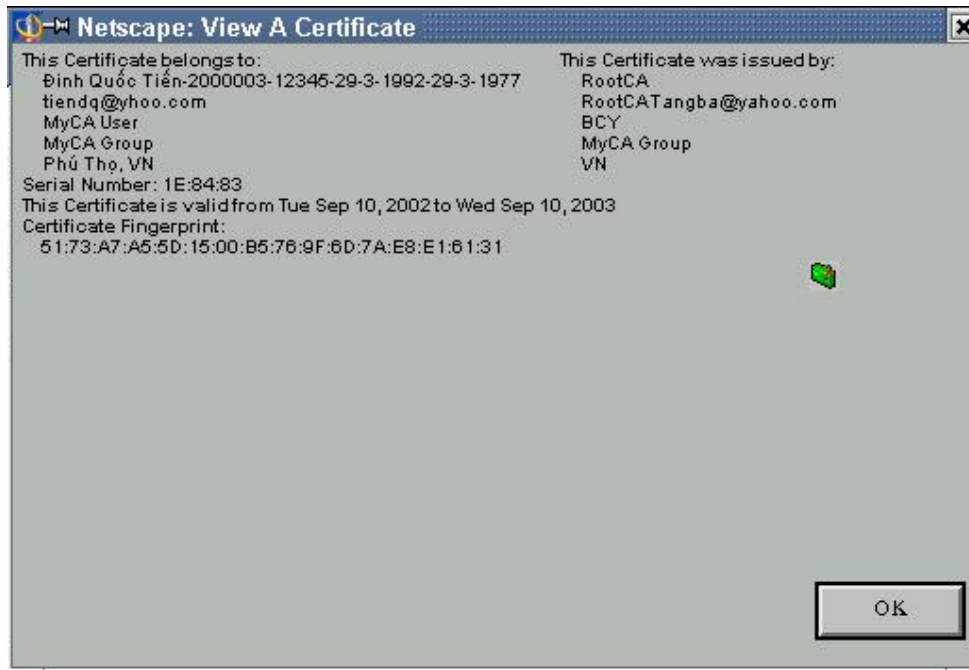 Netscape: View A Certificate
This Certificate belongs to:
Đinh Quốc Tiến-2000003-12345-29-3-1992-29-3-1977
tiendq@yhoo.com
MyCA User
MyCA Group
Phú Thọ, VN
This Certificate was issued by:
RootCA
RootCATangba@yahoo.com
BCY
MyCA Group
VN
Serial Number: 1E:84:83
This Certificate is valid from Tue Sep 10, 2002 to Wed Sep 10, 2003
Certificate Fingerprint:
51:73:A7:A5:5D:15:00:B5:76:9F:6D:7A:E8:E1:61:31
OK